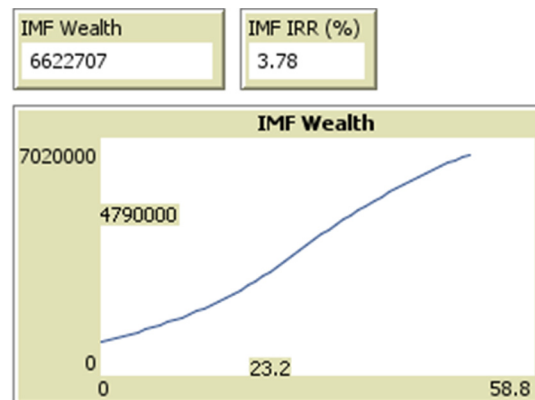 IMF Wealth
6622707
IMF IRR (%)
3.78
IMF Wealth
7020000
4790000
0
23.2
0
58.8